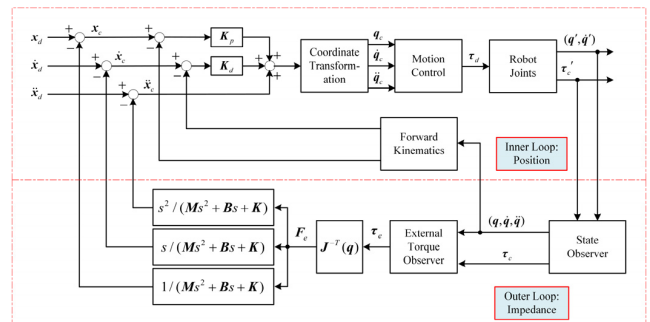 x_d x_c K_p
ẋ_d ẋ_c K_d
ẍ_d ẍ_c
Coordinate
Transform-
ation
q_c
q̇_c
q̈_c
Motion
Control
τ_d
Robot
Joints
(q′, q̇′)
τ_c′
Forward
Kinematics
Inner Loop:
Position
s²/(Ms² + Bs + K)
s/(Ms² + Bs + K)
1/(Ms² + Bs + K)
F_e
J^{-T}(q)
τ_e
External
Torque
Observer
(q, q̇, q̈)
τ_c
State
Observer
Outer Loop:
Impedance